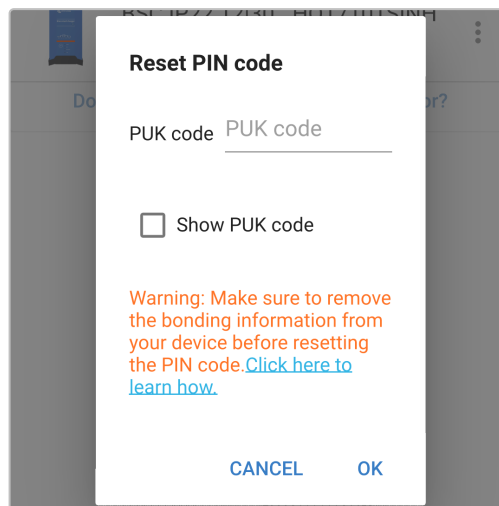 Reset PIN code
PUK code PUK code
Show PUK code
Warning: Make sure to remove
the bonding information from
your device before resetting
the PIN code.Click here to
learn how.
CANCEL OK